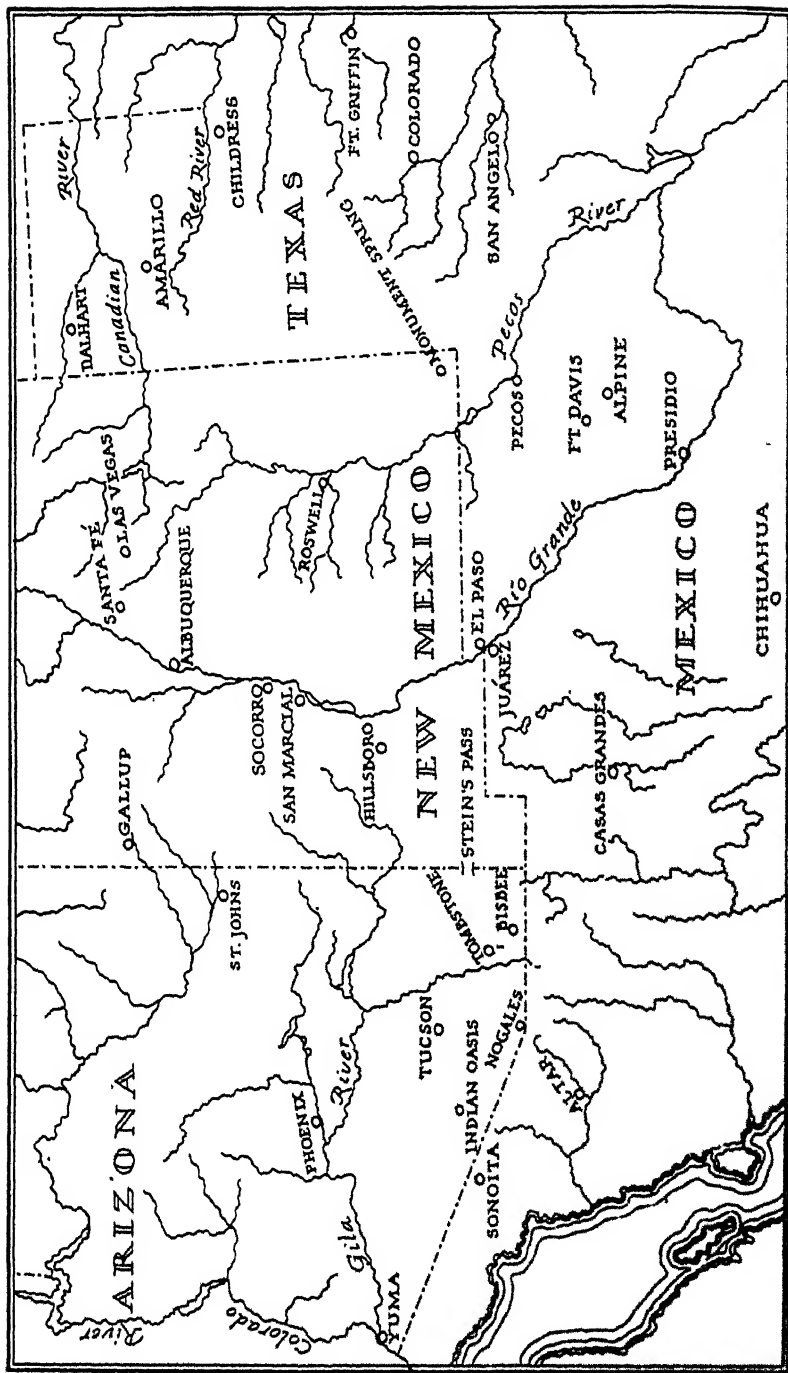 ARIZONA
NEW MEXICO
TEXAS
MEXICO
River
Colorado
Gila
River
YUMA
PHOENIX
ST. JOHNS
GALLUP
TUCSON
INDIAN OASIS
SONOITA
NOGALES
TOMBSTONE
BISBEE
ALTAR
STEIN'S PASS
HILLSBORO
SAN MARCIAL
SOCORRO
ALBUQUERQUE
SANTA FÉ
LAS VEGAS
ROSWELL
EL PASO
JUÁREZ
CASAS GRANDES
CHIHUAHUA
Río Grande
PRESIDIO
ALPINE
FT. DAVIS
PECOS
Pecos
River
MONUMENT SPRING
DALHART
Canadian
River
AMARILLO
Red River
CHILDRESS
FT. GRIFFIN
COLORADO
SAN ANGELO